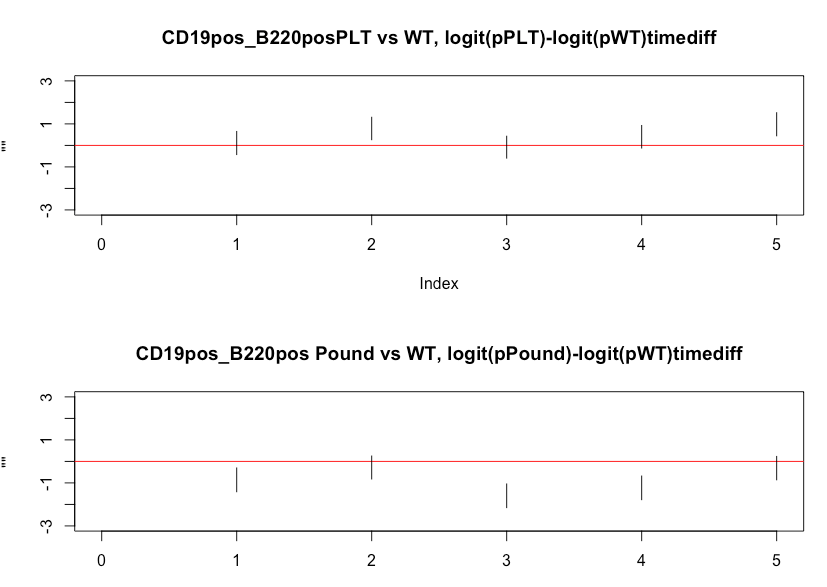 CD19pos_B220posPLT vs WT, logit(pPLT)-logit(pWT)timediff
3
1
-1
-3
""
0 1 2 3 4 5
Index
CD19pos_B220pos Pound vs WT, logit(pPound)-logit(pWT)timediff
3
1
-1
-3
""
0 1 2 3 4 5